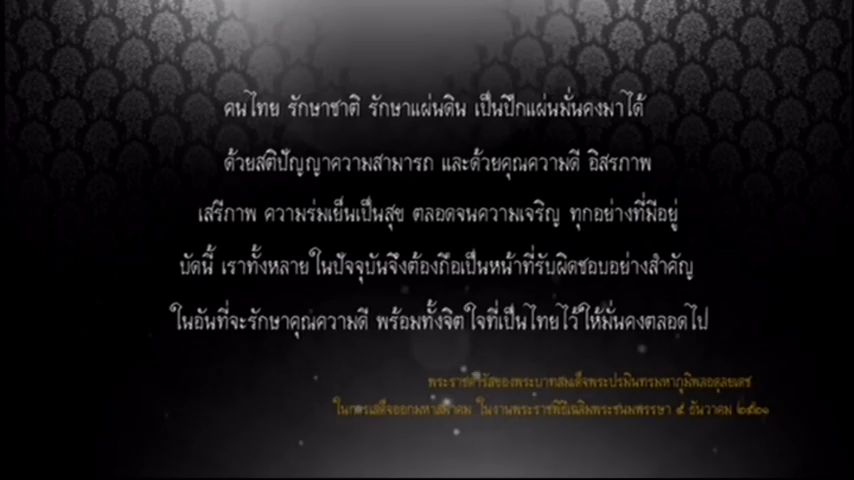 คนไทย รักษาชาติ รักษาแผ่นดิน เป็นปึกแผ่นมั่นคงมาได้
ด้วยสติปัญญาความสามารถ และด้วยคุณความดี อิสรภาพ
เสรีภาพ ความร่มเย็นเป็นสุข ตลอดจนความเจริญ ทุกอย่างที่มีอยู่
บัดนี้ เราทั้งหลายในปัจจุบันจึงต้องถือเป็นหน้าที่รับผิดชอบอย่างสำคัญ
ในอันที่จะรักษาคุณความดี พร้อมทั้งจิตใจที่เป็นไทยไว้ให้มั่นคงตลอดไป
พระราชดำรัสของพระบาทสมเด็จพระปรมินทรมหาภูมิพลอดุลยเดช
ในการเสด็จออกมหาสมาคม ในงานพระราชพิธีเฉลิมพระชนมพรรษา ๕ ธันวาคม